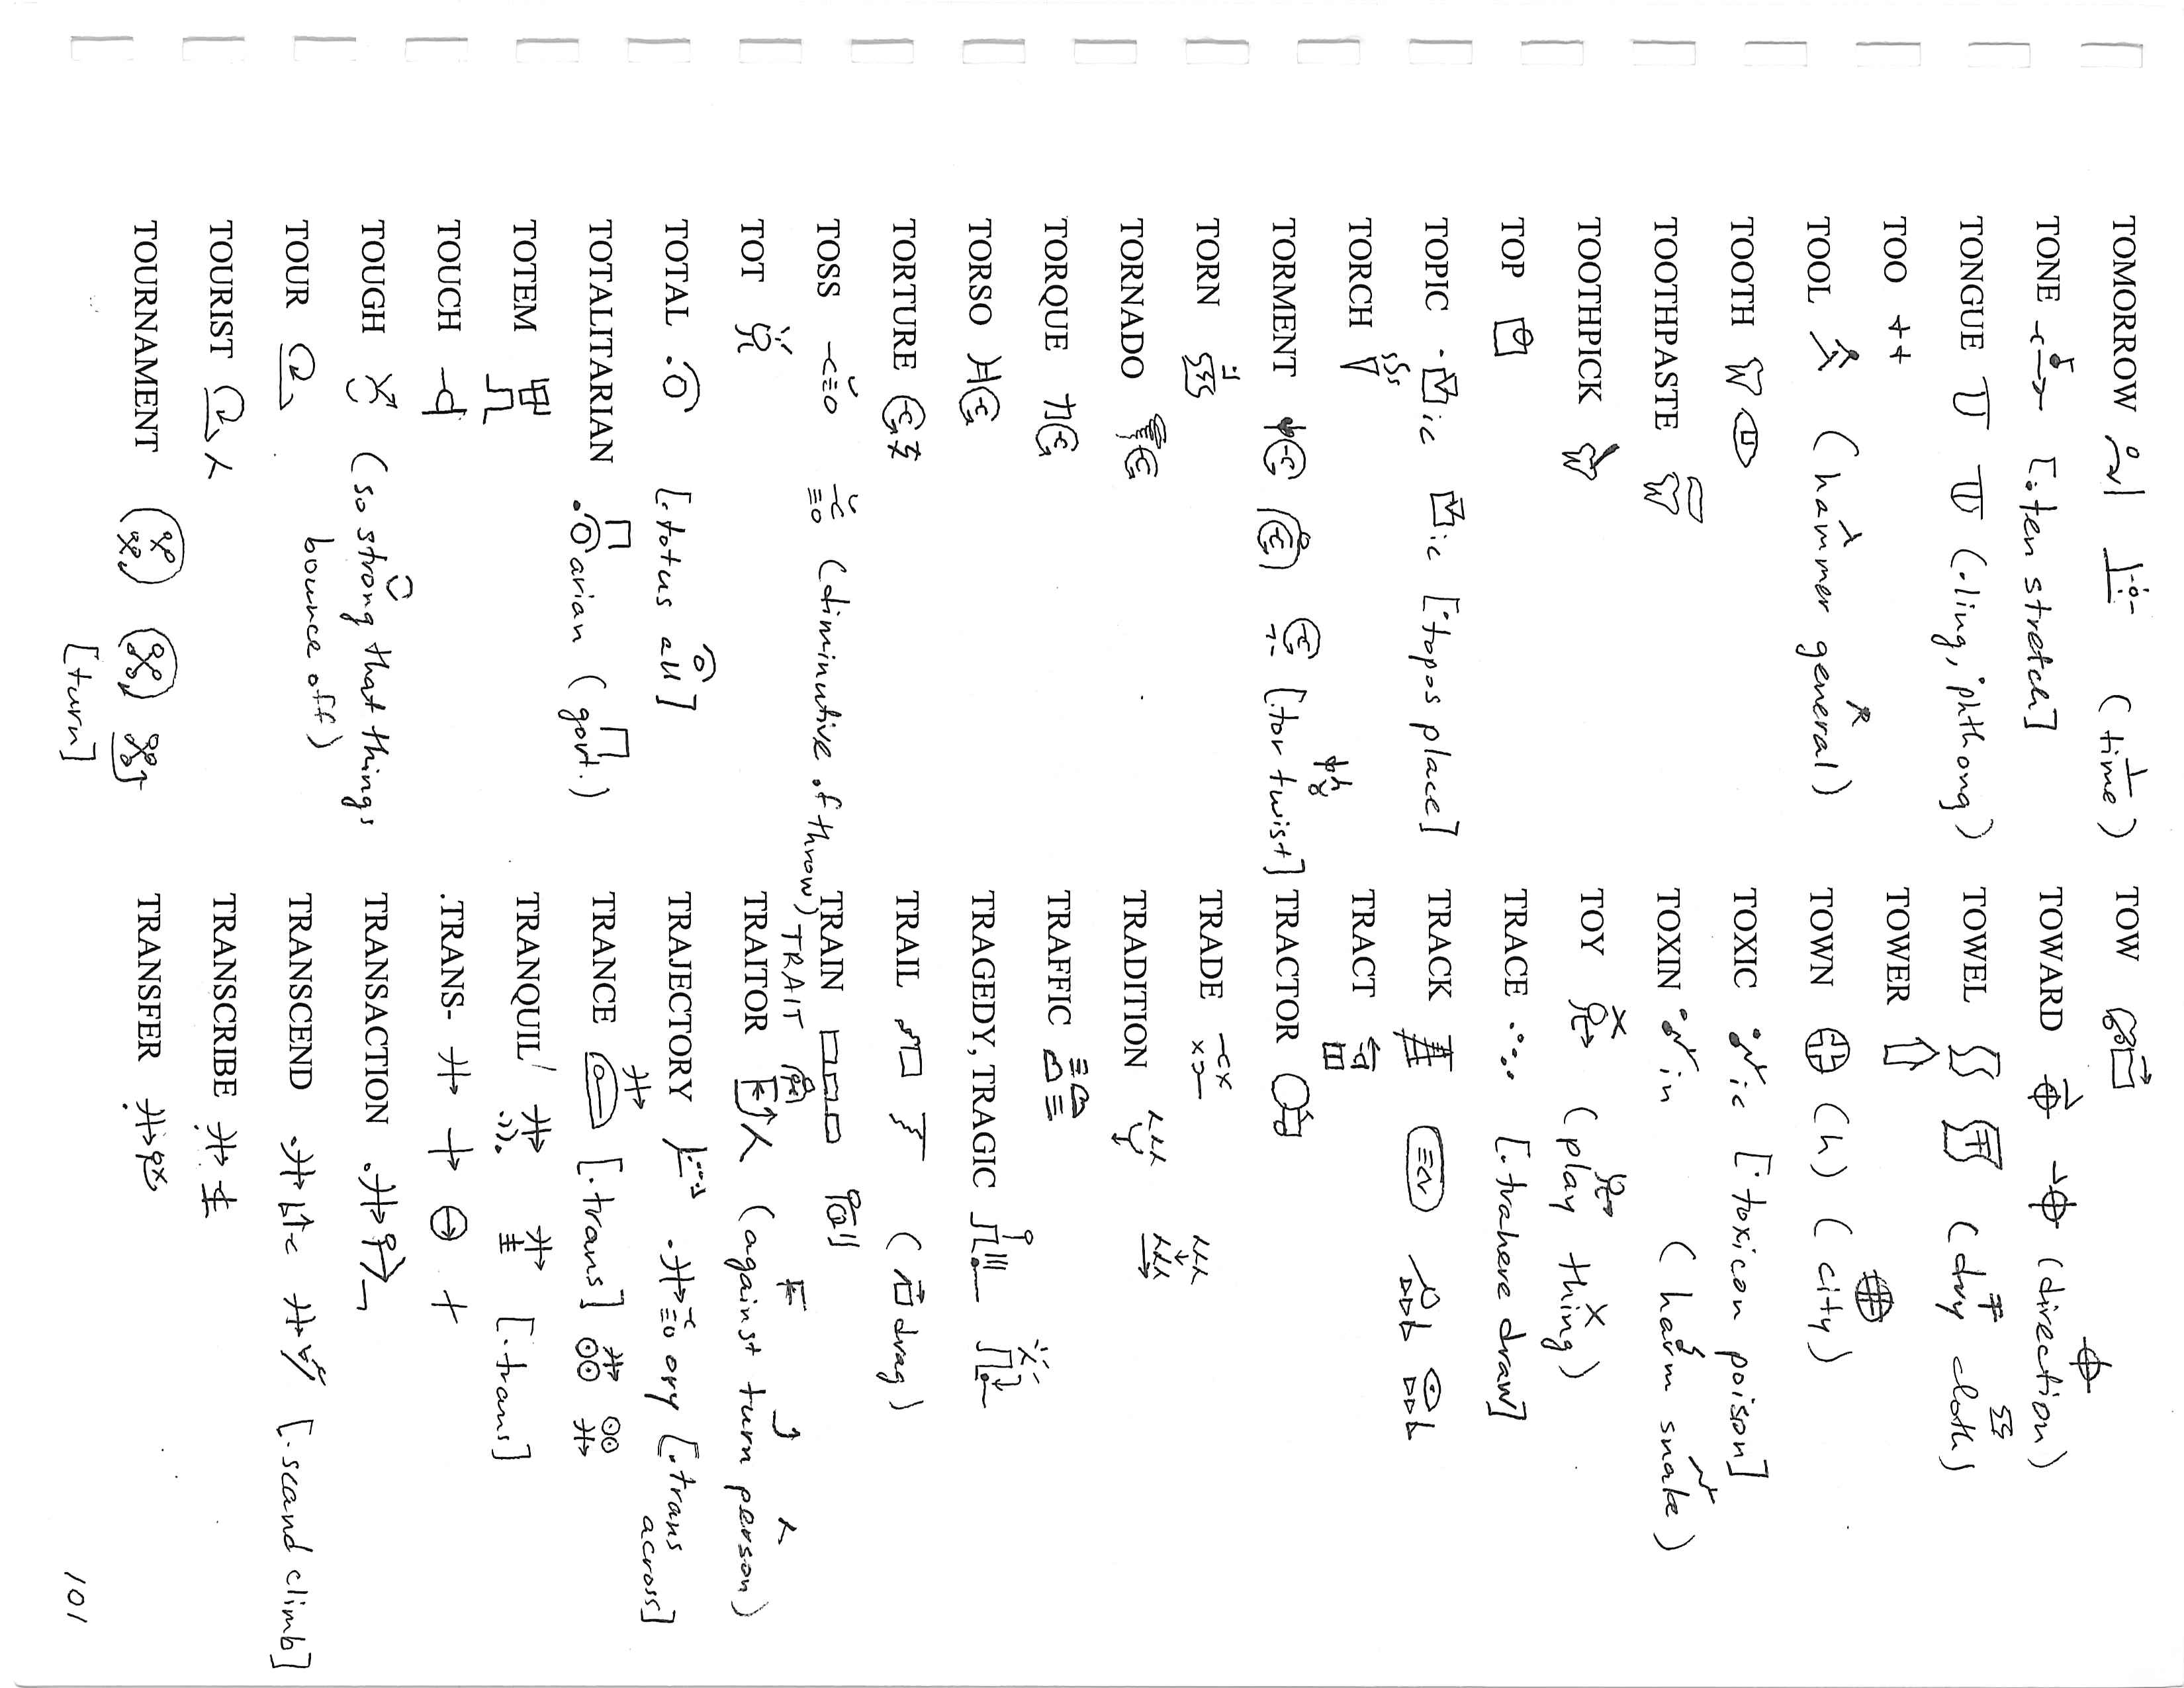 TOMORROW (time)
TONE [.ten stretch]
TONGUE (.ling, .phthong)
TOO
TOOL (hammer general)
TOOTH
TOOTHPASTE
TOOTHPICK
TOP
TOPIC .ic ic [.topos place]
TORCH
TORMENT [.tor twist]
TORN
TORNADO
TORQUE
TORSO
TORTURE
TOSS (diminutive of throw)
TOT
TOTAL [.totus all]
TOTALITARIAN arian (govt.)
TOTEM
TOUCH
TOUGH (so strong that things
bounce off)
TOUR
TOURIST
TOURNAMENT
[turn]
TOW
TOWARD (direction)
TOWEL (dry cloth)
TOWER
TOWN (h) (city)
TOXIC ic [.toxicon poison]
TOXIN in (harm snake)
TOY (play thing)
TRACE [.trahere draw]
TRACK
TRACT
TRACTOR
TRADE
TRADITION
TRAFFIC
TRAGEDY, TRAGIC
TRAIL (drag)
TRAIN
TRAIT
TRAITOR (against turn person)
TRAJECTORY ory [.trans
across]
TRANCE [.trans]
TRANQUIL/ [.trans]
.TRANS-
TRANSACTION
TRANSCEND [.scand climb]
TRANSCRIBE
TRANSFER
101